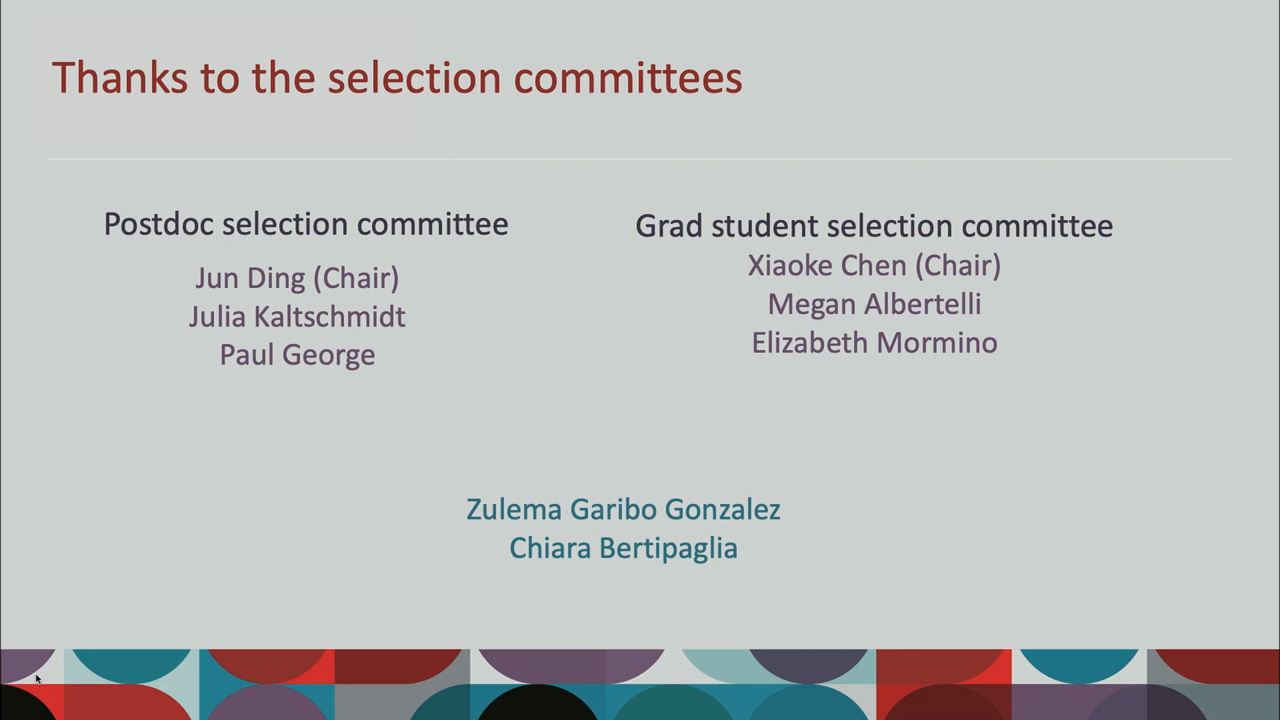 Thanks to the selection committees
Postdoc selection committee
Jun Ding (Chair)
Julia Kaltschmidt
Paul George
Grad student selection committee
Xiaoke Chen (Chair)
Megan Albertelli
Elizabeth Mormino
Zulema Garibo Gonzalez
Chiara Bertipaglia